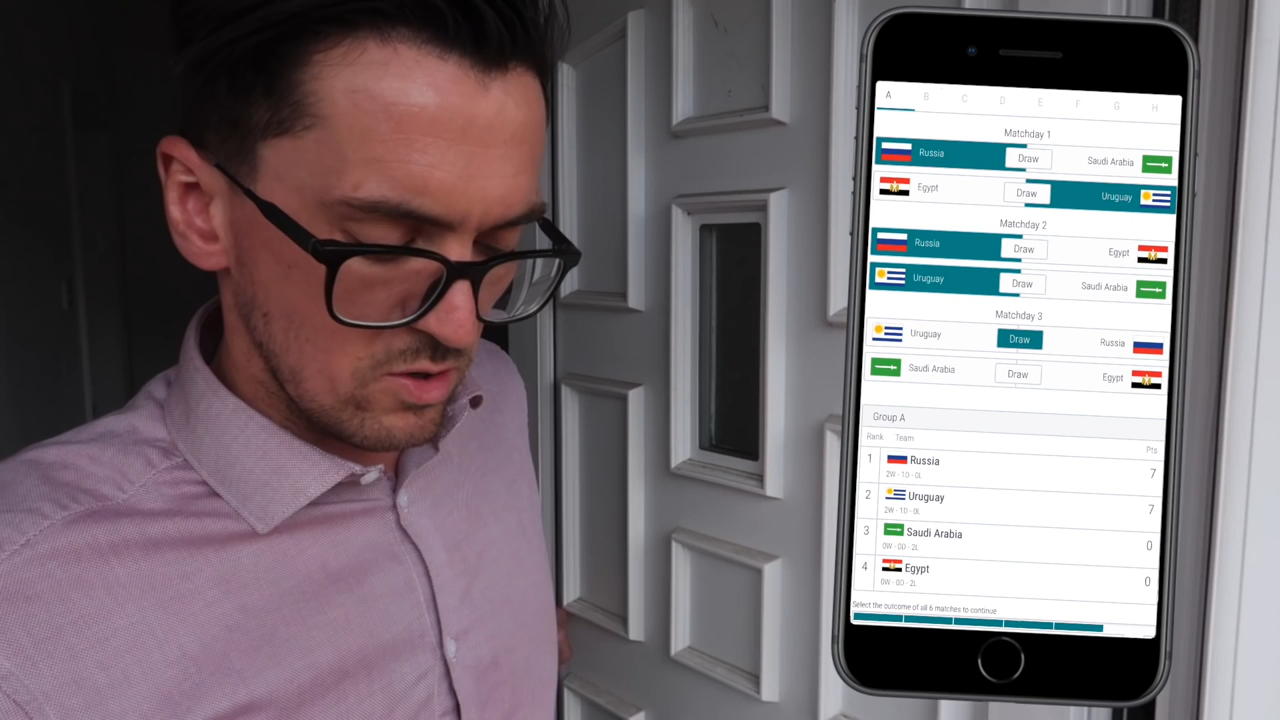 A B C D E F G H
Matchday 1
Russia Draw Saudi Arabia
Egypt Draw Uruguay
Matchday 2
Russia Draw Egypt
Uruguay Draw Saudi Arabia
Matchday 3
Uruguay Draw Russia
Saudi Arabia Draw Egypt
Group A
Rank Team Pts
1 Russia 7
2W - 1D - 0L
2 Uruguay 7
2W - 1D - 0L
3 Saudi Arabia 0
0W - 0D - 2L
4 Egypt 0
0W - 0D - 2L
Select the outcome of all 6 matches to continue